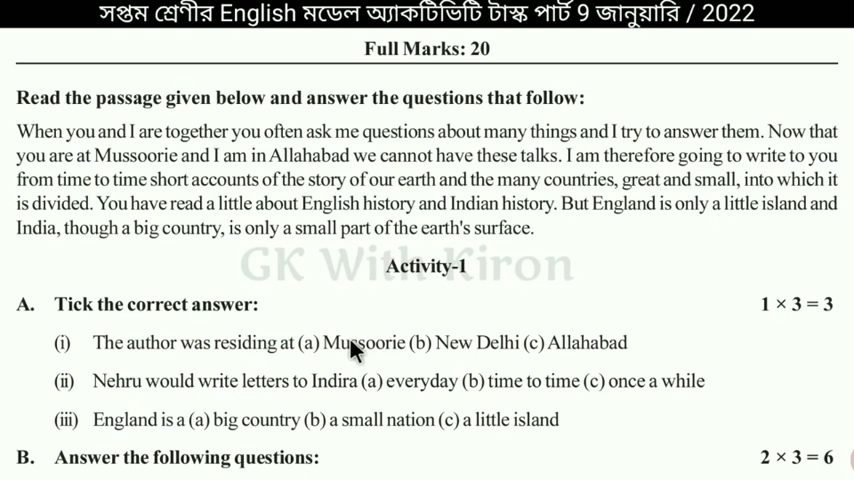 সপ্তম শ্রেণীর English মডেল অ্যাকটিভিটি টাস্ক পার্ট 9 জানুয়ারি / 2022
Full Marks: 20
Read the passage given below and answer the questions that follow:
When you and I are together you often ask me questions about many things and I try to answer them. Now that
you are at Mussoorie and I am in Allahabad we cannot have these talks. I am therefore going to write to you
from time to time short accounts of the story of our earth and the many countries, great and small, into which it
is divided. You have read a little about English history and Indian history. But England is only a little island and
India, though a big country, is only a small part of the earth's surface.
GK With Kiron
Activity-1
A. Tick the correct answer: 1 × 3 = 3
(i) The author was residing at (a) Mussoorie (b) New Delhi (c) Allahabad
(ii) Nehru would write letters to Indira (a) everyday (b) time to time (c) once a while
(iii) England is a (a) big country (b) a small nation (c) a little island
B. Answer the following questions: 2 × 3 = 6